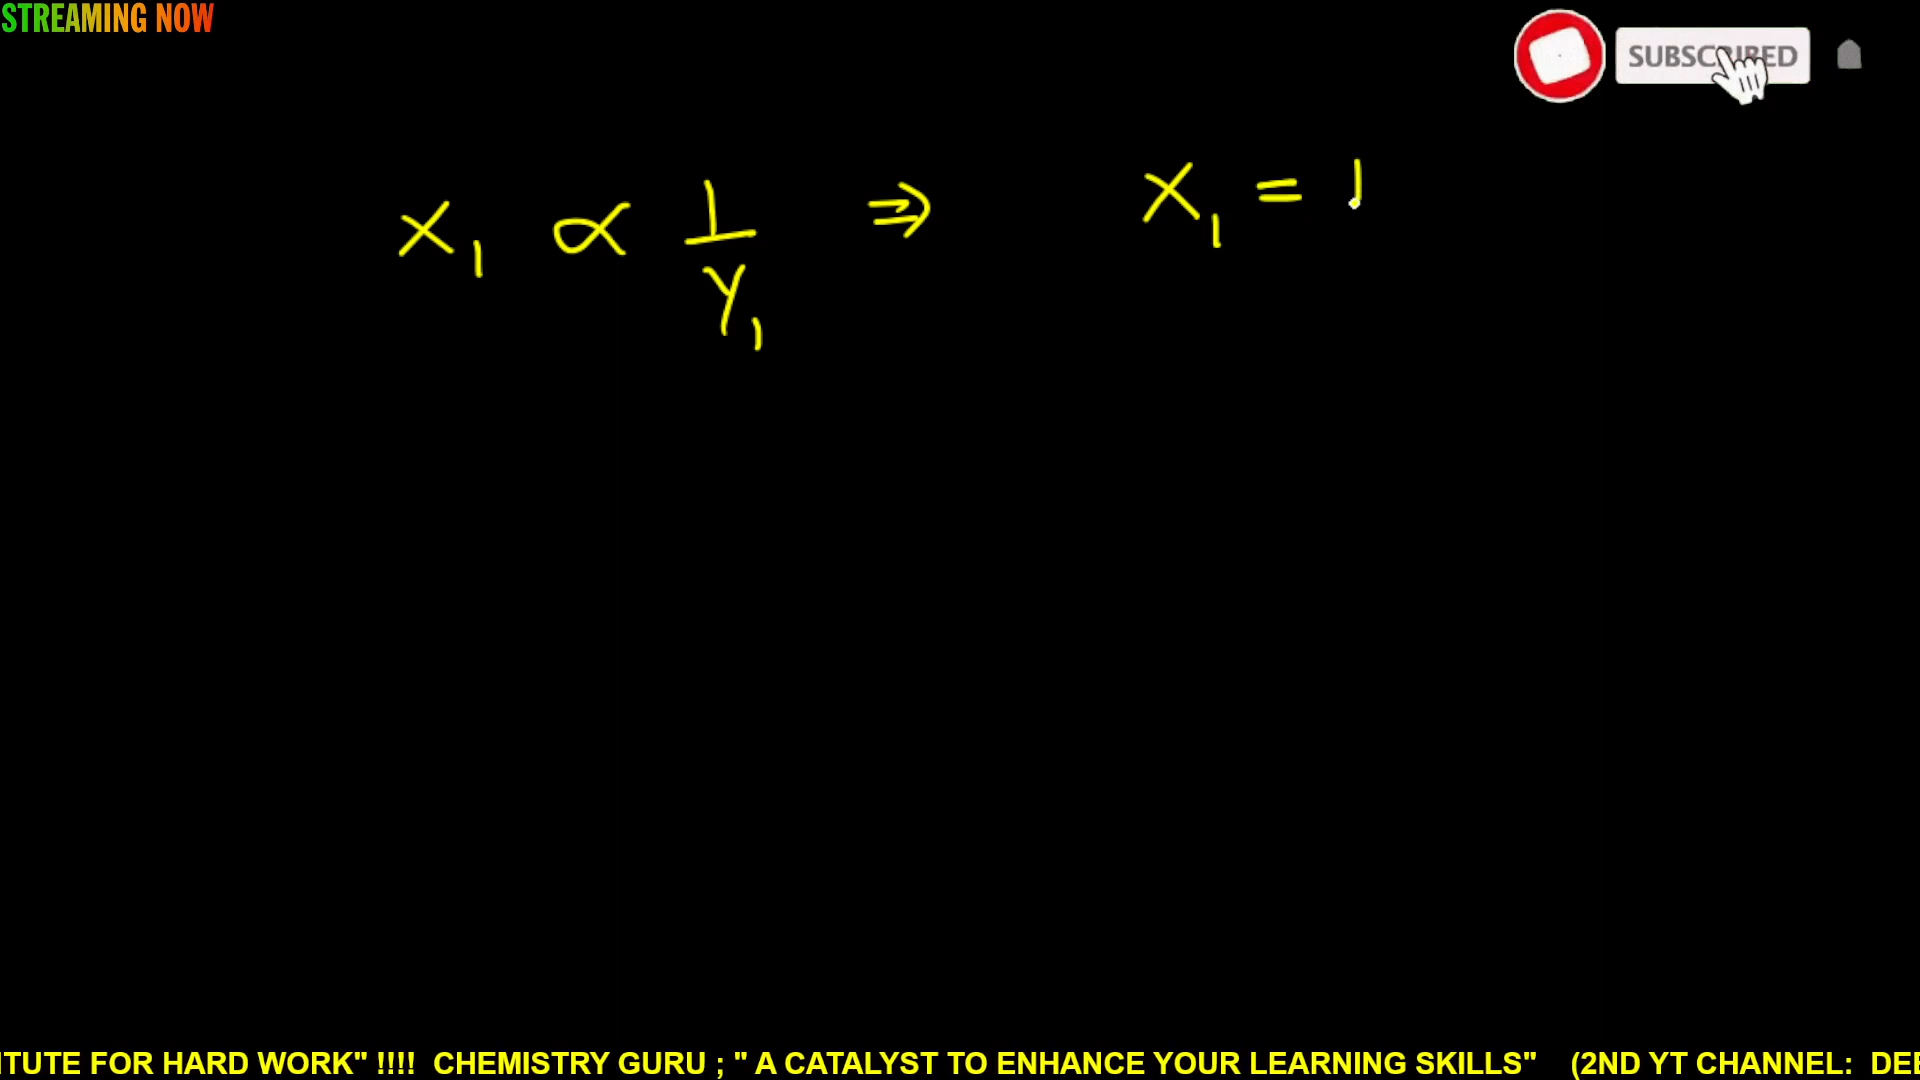 STREAMING NOW
SUBSCRIBED
X₁ ∝ 1/Y₁ ⇒ X₁ = 1
ITUTE FOR HARD WORK" !!!! CHEMISTRY GURU ; " A CATALYST TO ENHANCE YOUR LEARNING SKILLS" (2ND YT CHANNEL: DEE